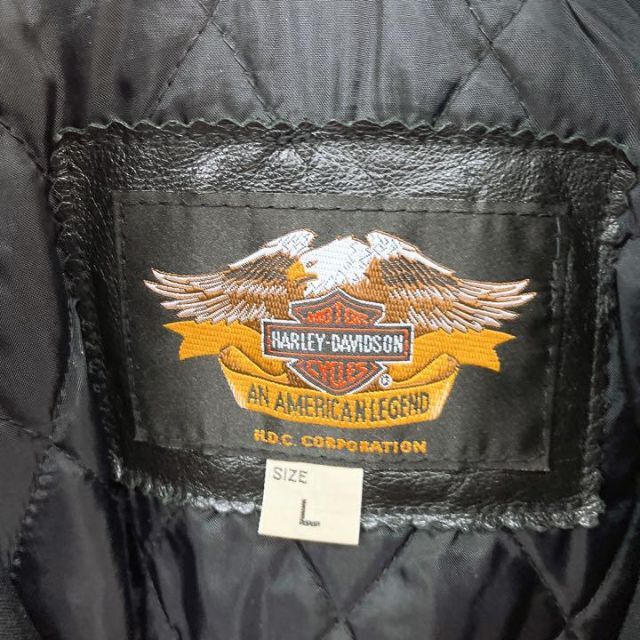 MOTOR
HARLEY-DAVIDSON
CYCLES
®
AN AMERICAN LEGEND
H.D.C. CORPORATION
SIZE
L